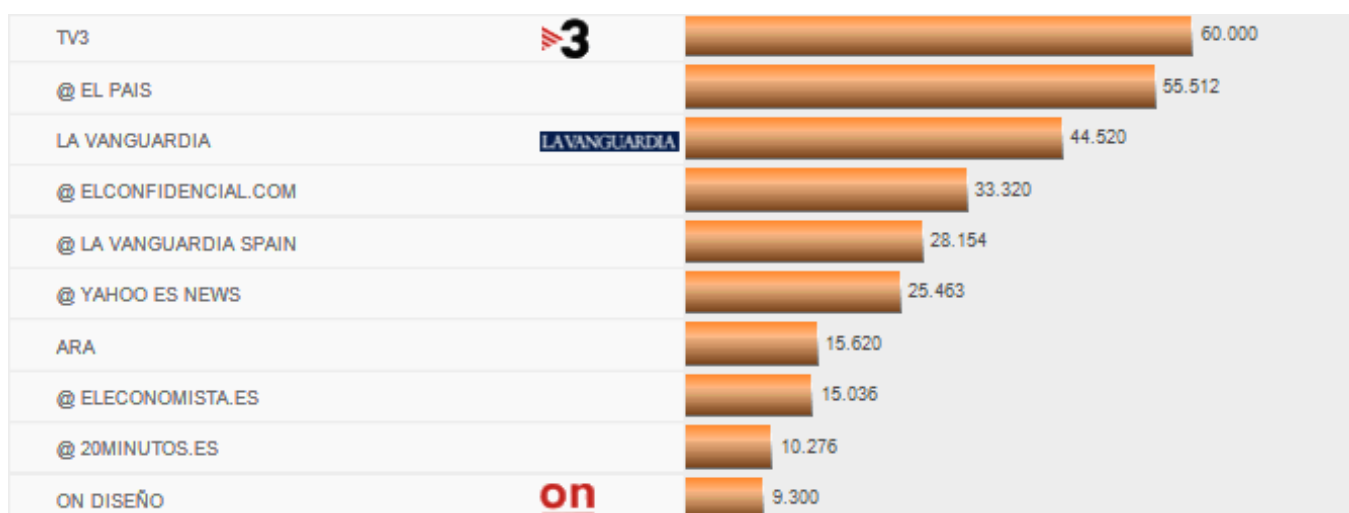 TV3 3 60.000
@ EL PAIS 55.512
LA VANGUARDIA LA VANGUARDIA 44.520
@ ELCONFIDENCIAL.COM 33.320
@ LA VANGUARDIA SPAIN 28.154
@ YAHOO ES NEWS 25.463
ARA 15.620
@ ELECONOMISTA.ES 15.036
@ 20MINUTOS.ES 10.276
ON DISEÑO on 9.300